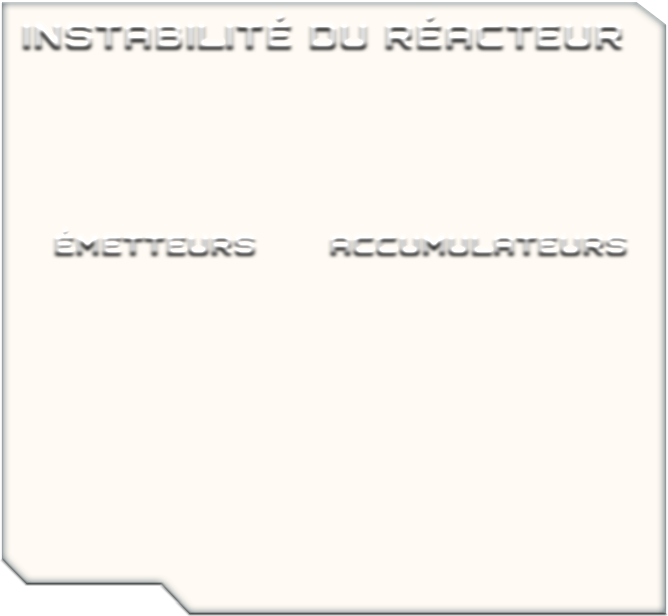 INSTABILITÉ DU RÉACTEUR
ÉMETTEURS ACCUMULATEURS